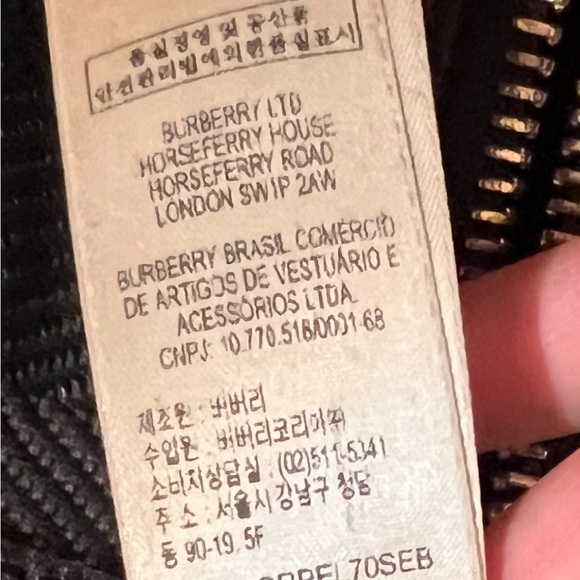 품질경영 및 공산품
안전관리법에의한품질표시
BURBERRY LTD
HORSEFERRY HOUSE
HORSEFERRY ROAD
LONDON SW1P 2AW
BURBERRY BRASIL COMÉRCIO
DE ARTIGOS DE VESTUÁRIO E
ACESSÓRIOS LTDA.
CNPJ: 10.770.516/0001-68
제조원 : 버버리
수입원 : 버버리코리아㈜
소비자상담실 : (02)511-5341
주 소 : 서울시 강남구 청담
동 90-19, 5F
70SEB